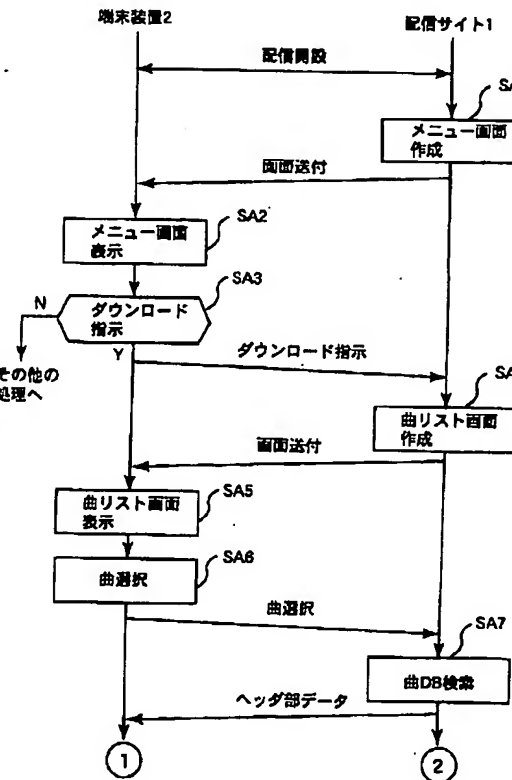 端末装置2
配信サイト1
配信開設
SA
メニュー画面
作成
画面送付
SA2
メニュー画面
表示
SA3
ダウンロード
指示
N
Y
その他の
処理へ
ダウンロード指示
SA
曲リスト画面
作成
画面送付
SA5
曲リスト画面
表示
SA6
曲選択
曲選択
SA7
曲DB検索
ヘッダ部データ
1
2